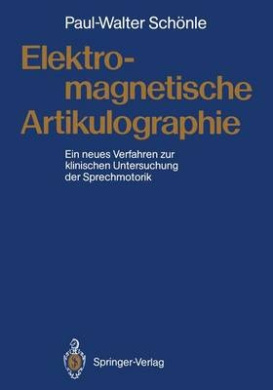 Paul-Walter Schönle
Elektro-
magnetische
Artikulographie
Ein neues Verfahren zur
klinischen Untersuchung
der Sprechmotorik
Springer-Verlag